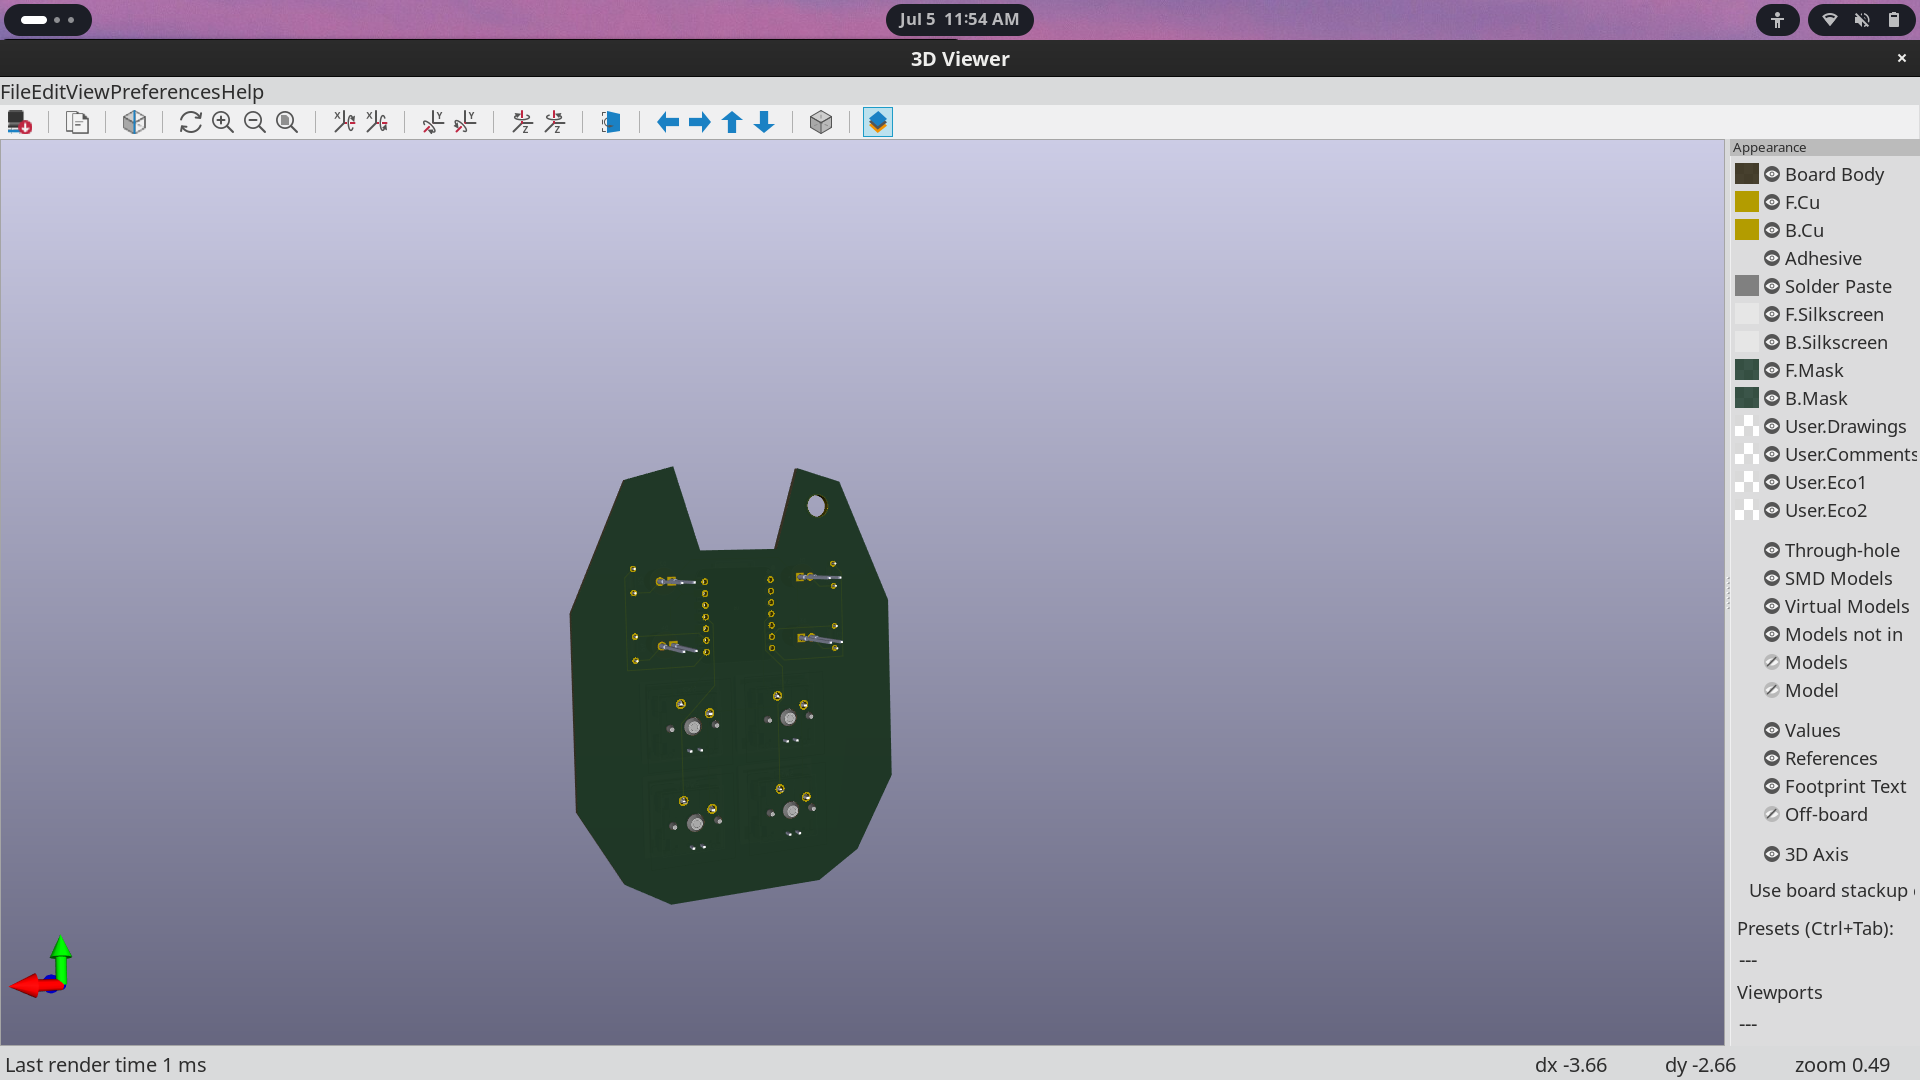 Jul 5 11:54 AM
3D Viewer
File Edit View Preferences Help
Appearance
Board Body
F.Cu
B.Cu
Adhesive
Solder Paste
F.Silkscreen
B.Silkscreen
F.Mask
B.Mask
User.Drawings
User.Comments
User.Eco1
User.Eco2
Through-hole
SMD Models
Virtual Models
Models not in
Models
Model
Values
References
Footprint Text
Off-board
3D Axis
Use board stackup
Presets (Ctrl+Tab):
---
Viewports
---
Last render time 1 ms
dx -3.66
dy -2.66
zoom 0.49